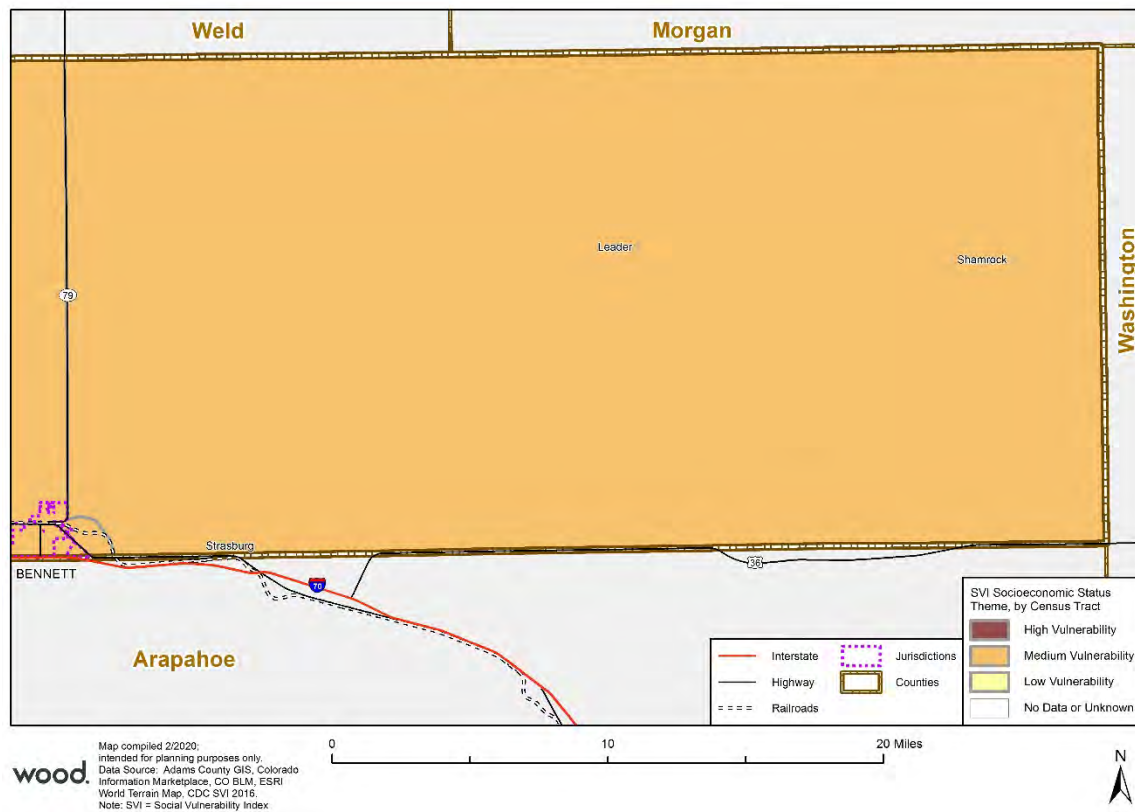 Weld
Morgan
Leader
Shamrock
Washington
79
Strasburg
BENNETT
36
70
Arapahoe
SVI Socioeconomic Status
Theme, by Census Tract
High Vulnerability
Medium Vulnerability
Low Vulnerability
No Data or Unknown
Interstate
Jurisdictions
Highway
Counties
Railroads
wood.
Map compiled 2/2020;
intended for planning purposes only.
Data Source: Adams County GIS, Colorado
Information Marketplace, CO BLM, ESRI
World Terrain Map, CDC SVI 2016.
Note: SVI = Social Vulnerability Index
0
10
20 Miles
N